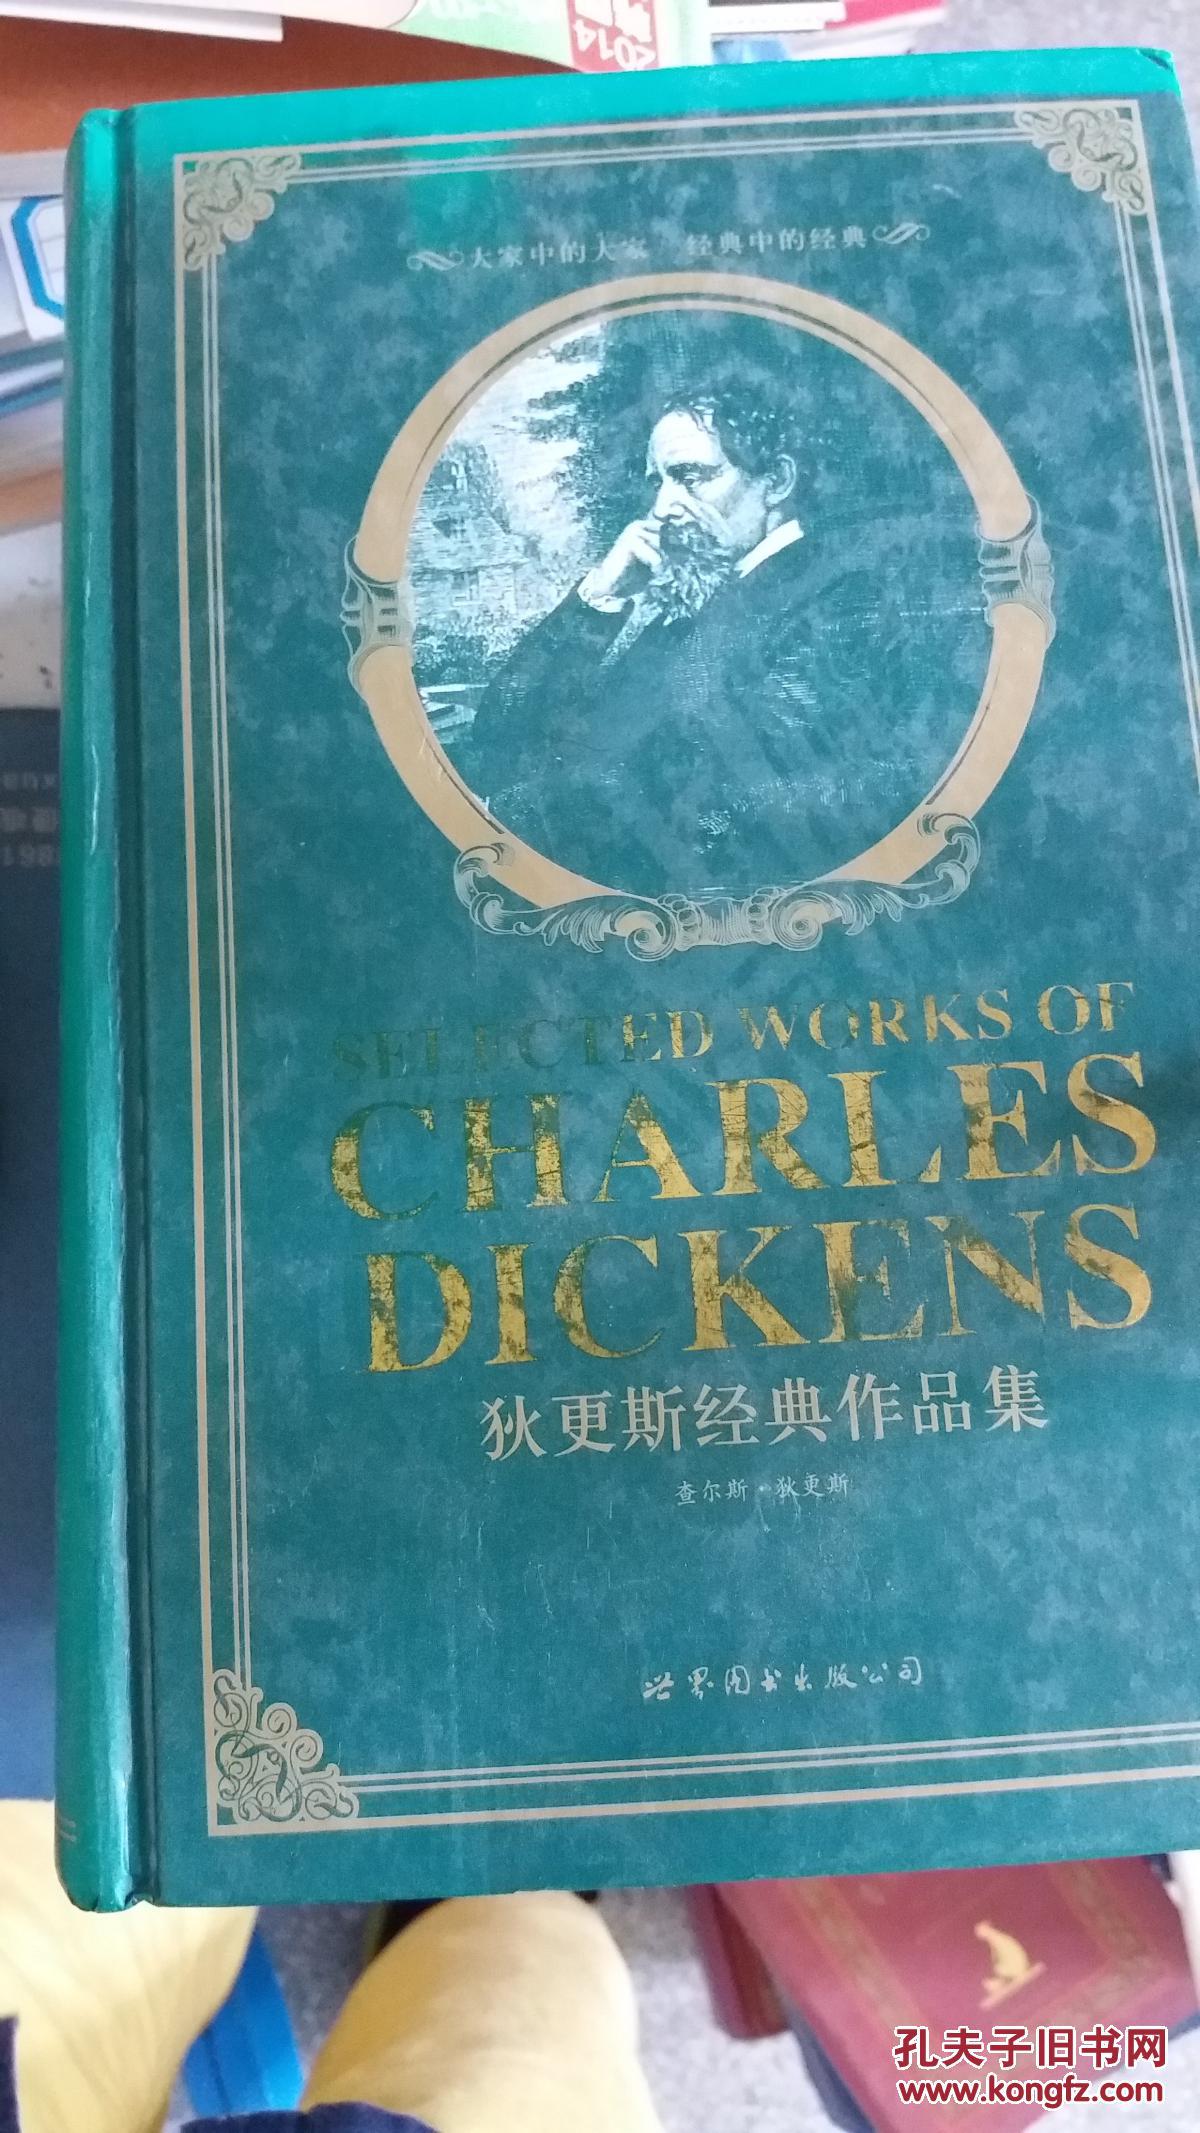 2014
大家中的大家 经典中的经典
SELECTED WORKS OF
CHARLES
DICKENS
狄更斯经典作品集
查尔斯·狄更斯
世界图书出版公司
孔夫子旧书网
www.kongfz.com